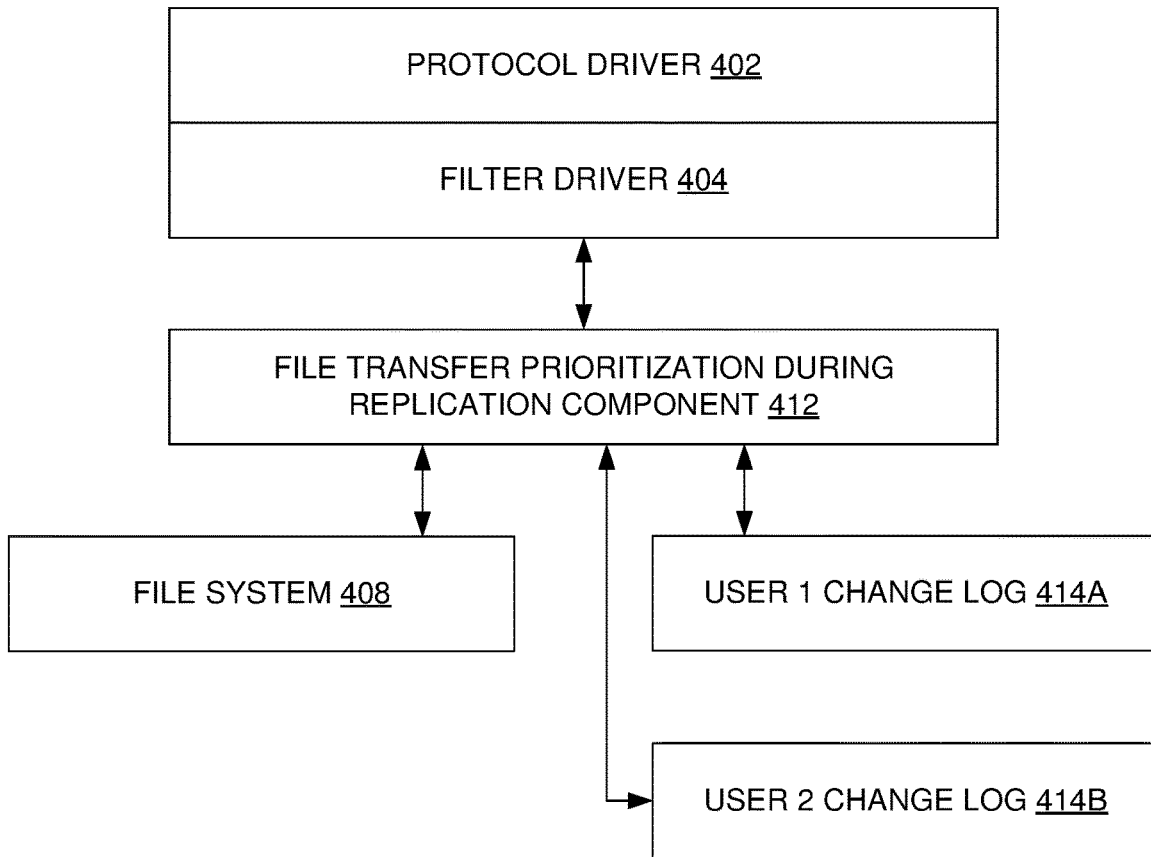 PROTOCOL DRIVER 402
FILTER DRIVER 404
FILE TRANSFER PRIORITIZATION DURING
REPLICATION COMPONENT 412
FILE SYSTEM 408
USER 1 CHANGE LOG 414A
USER 2 CHANGE LOG 414B